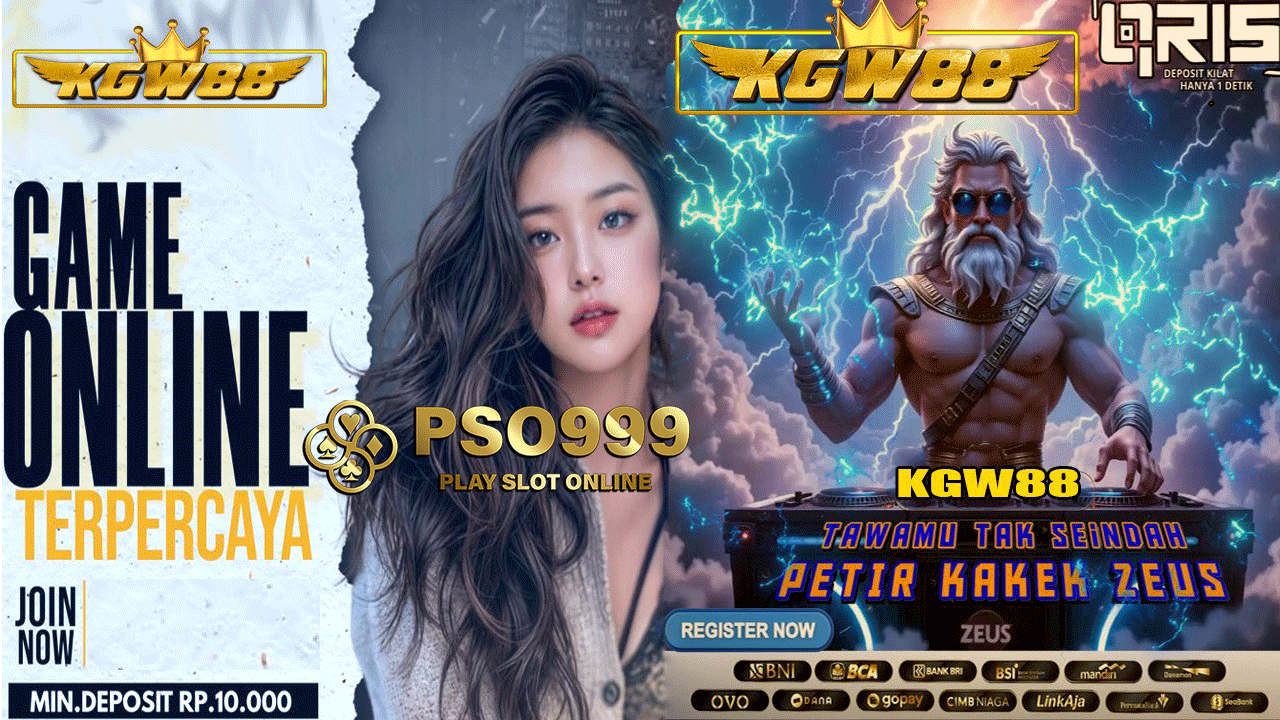 KGW88
GAME
ONLINE
TERPERCAYA
JOIN
NOW
MIN.DEPOSIT RP.10.000
PSO999
PLAY SLOT ONLINE
KGW88
QRIS
DEPOSIT KILAT
HANYA 1 DETIK
KGW88
TAWAMU TAK SEINDAH
PETIR KAKEK ZEUS
ZEUS
REGISTER NOW
BNI BCA BANK BRI BSI mandiri Danamon
OVO DANA gopay CIMB NIAGA LinkAja PermataBank SeaBank